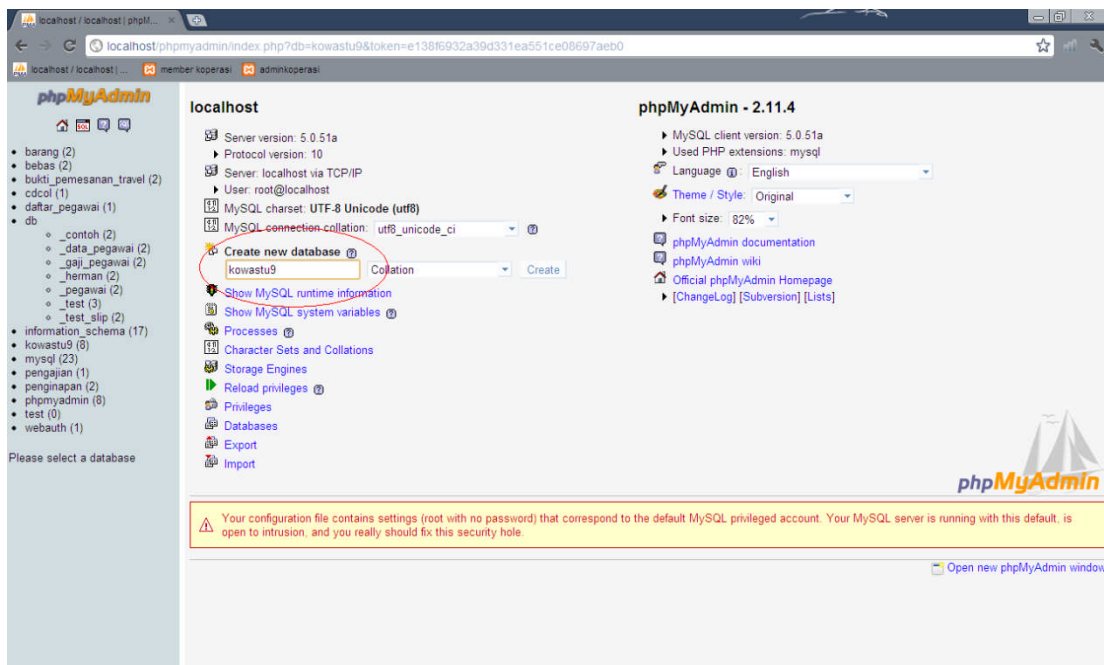 localhost / localhost | phpM...
localhost/phpmyadmin/index.php?db=kowastu9&token=e138f6932a39d331ea551ce08697aeb0
localhost / localhost | ... member koperasi adminkoperasi
phpMyAdmin
SQL
barang (2)
bebas (2)
bukti_pemesanan_travel (2)
cdcol (1)
daftar_pegawai (1)
db
_contoh (2)
_data_pegawai (2)
_gaji_pegawai (2)
_herman (2)
_pegawai (2)
_test (3)
_test_slip (2)
information_schema (17)
kowastu9 (8)
mysql (23)
pengajian (1)
penginapan (2)
phpmyadmin (8)
test (0)
webauth (1)
Please select a database
localhost
Server version: 5.0.51a
Protocol version: 10
Server: localhost via TCP/IP
User: root@localhost
MySQL charset: UTF-8 Unicode (utf8)
MySQL connection collation: utf8_unicode_ci
Create new database
kowastu9 Collation Create
Show MySQL runtime information
Show MySQL system variables
Processes
Character Sets and Collations
Storage Engines
Reload privileges
Privileges
Databases
Export
Import
phpMyAdmin - 2.11.4
MySQL client version: 5.0.51a
Used PHP extensions: mysql
Language : English
Theme / Style: Original
Font size: 82%
phpMyAdmin documentation
phpMyAdmin wiki
Official phpMyAdmin Homepage
[ChangeLog] [Subversion] [Lists]
phpMyAdmin
Your configuration file contains settings (root with no password) that correspond to the default MySQL privileged account. Your MySQL server is running with this default, is
open to intrusion, and you really should fix this security hole.
Open new phpMyAdmin window